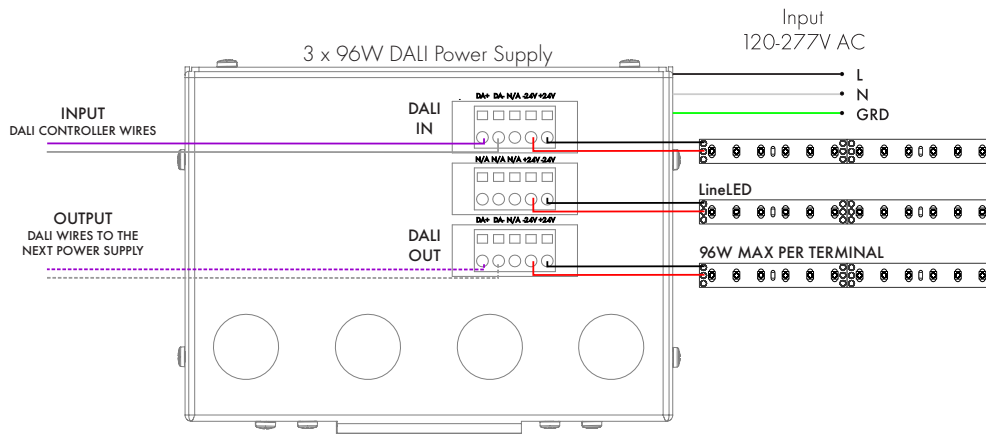 Input
120-277V AC
3 x 96W DALI Power Supply
L
N
GRD
INPUT
DALI CONTROLLER WIRES
DALI
IN
DA+ DA- N/A -24V +24V
N/A N/A N/A +24V -24V
LineLED
OUTPUT
DALI WIRES TO THE
NEXT POWER SUPPLY
DALI
OUT
DA+ DA- N/A -24V +24V
96W MAX PER TERMINAL